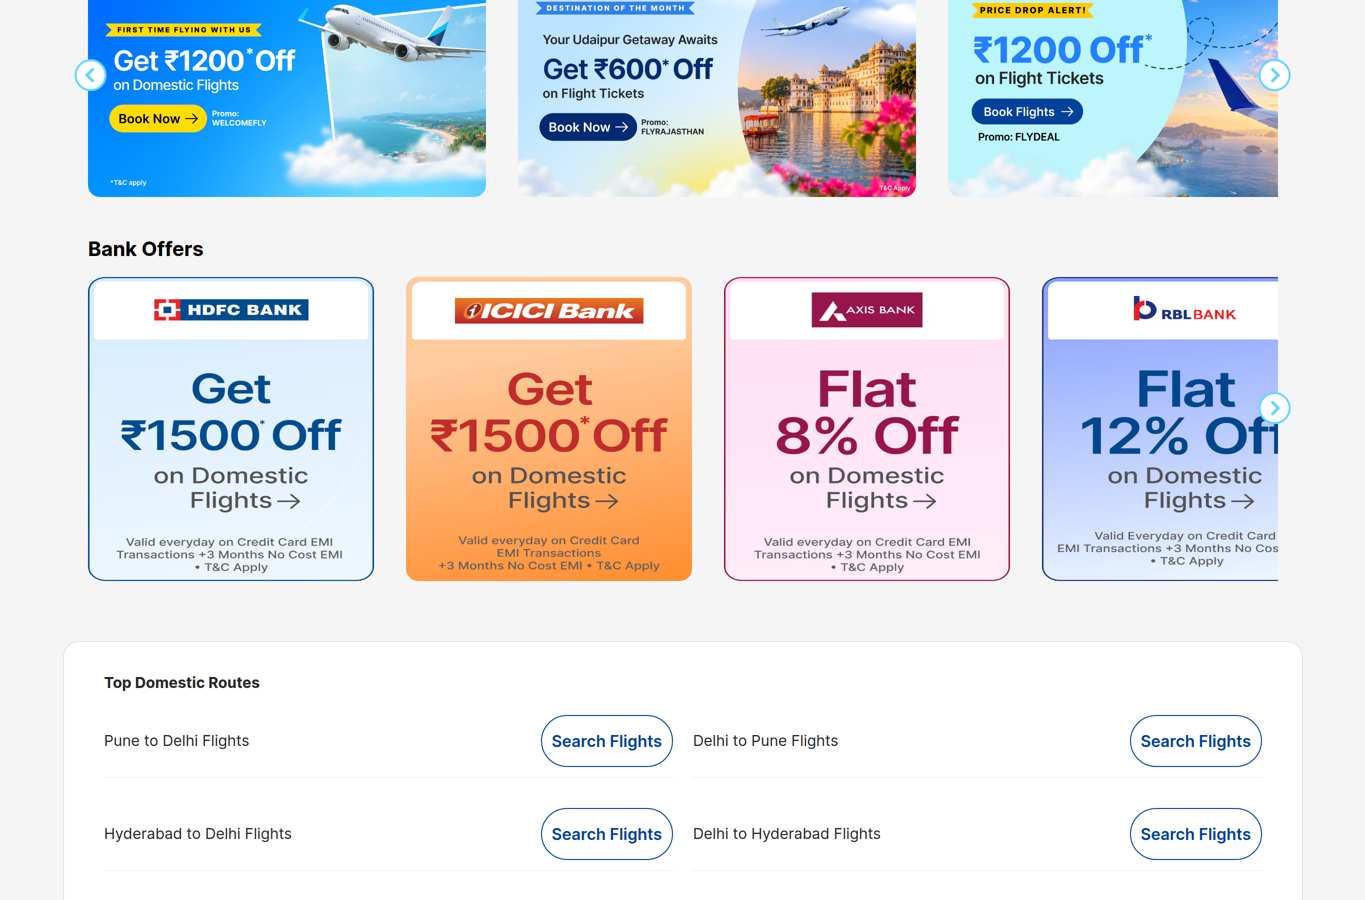 FIRST TIME FLYING WITH US
Get ₹1200* Off
on Domestic Flights
Book Now →
Promo:
WELCOMEFLY
*T&C apply
DESTINATION OF THE MONTH
Your Udaipur Getaway Awaits
Get ₹600* Off
on Flight Tickets
Book Now →
Promo:
FLYRAJASTHAN
T&C Apply
PRICE DROP ALERT!
₹1200 Off*
on Flight Tickets
Book Flights →
Promo: FLYDEAL
Bank Offers
HDFC BANK
Get
₹1500* Off
on Domestic
Flights →
Valid everyday on Credit Card EMI
Transactions +3 Months No Cost EMI
• T&C Apply
ICICI Bank
Get
₹1500* Off
on Domestic
Flights →
Valid everyday on Credit Card
EMI Transactions
+3 Months No Cost EMI • T&C Apply
AXIS BANK
Flat
8% Off
on Domestic
Flights →
Valid everyday on Credit Card EMI
Transactions +3 Months No Cost EMI
• T&C Apply
RBL BANK
Flat
12% Off
on Domestic
Flights →
Valid Everyday on Credit Card
EMI Transactions +3 Months No Cos
• T&C Apply
Top Domestic Routes
Pune to Delhi Flights
Search Flights
Delhi to Pune Flights
Search Flights
Hyderabad to Delhi Flights
Search Flights
Delhi to Hyderabad Flights
Search Flights